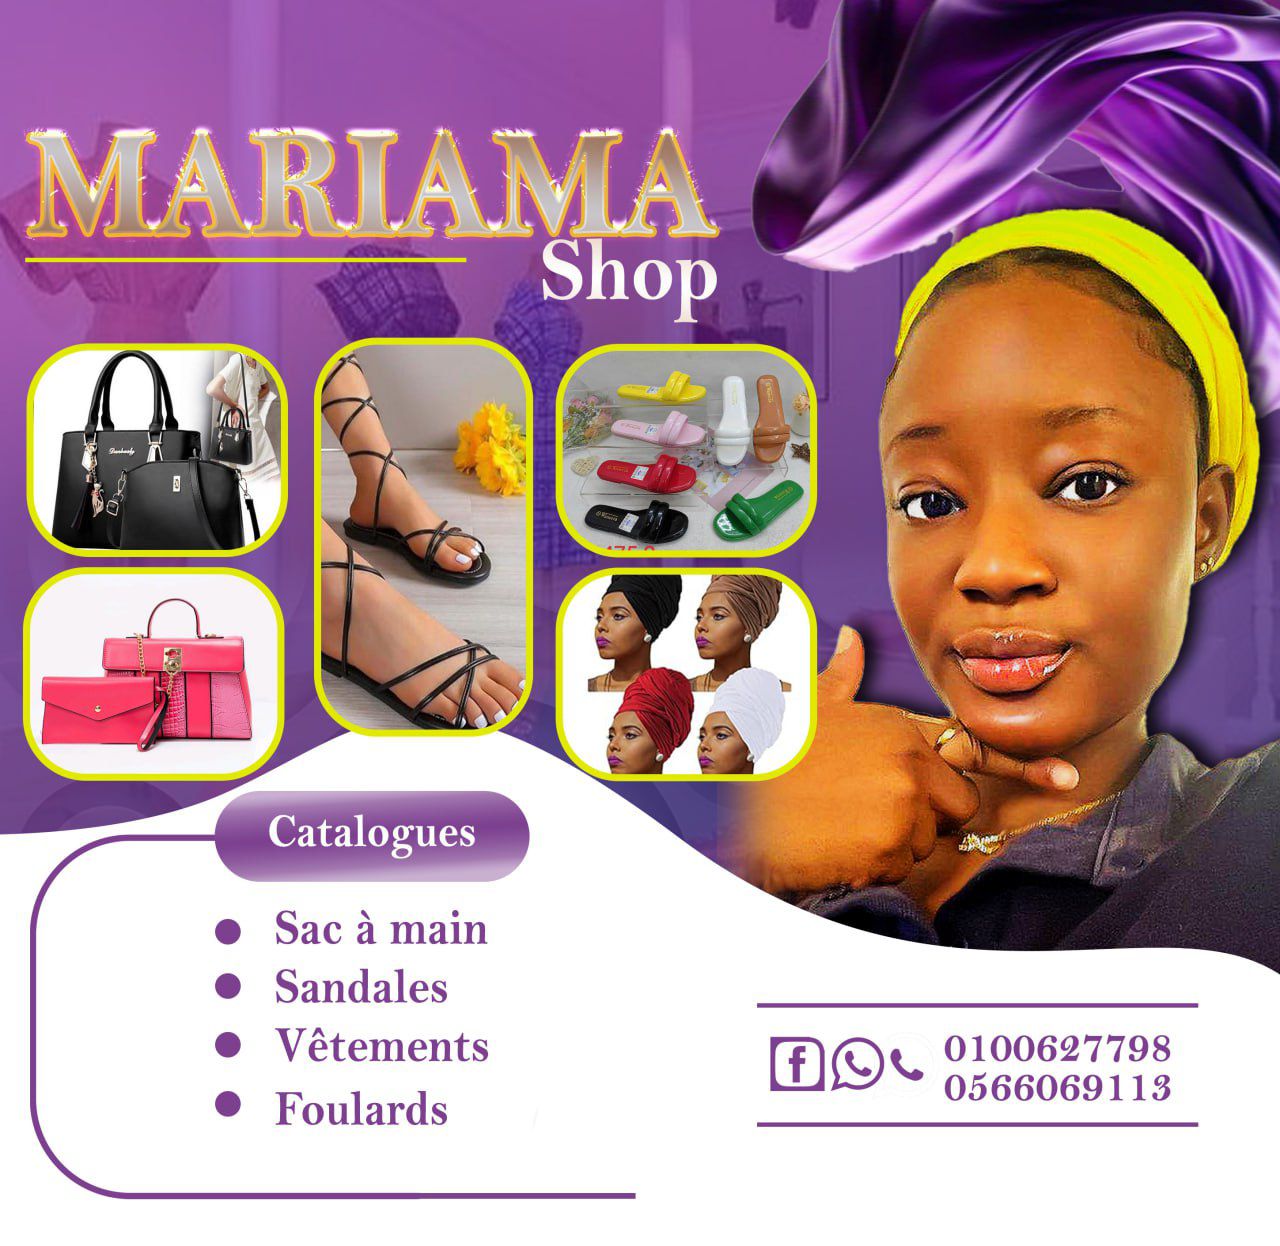 MARIAMA
Shop
Catalogues
Sac à main
Sandales
Vêtements
Foulards
0100627798
0566069113